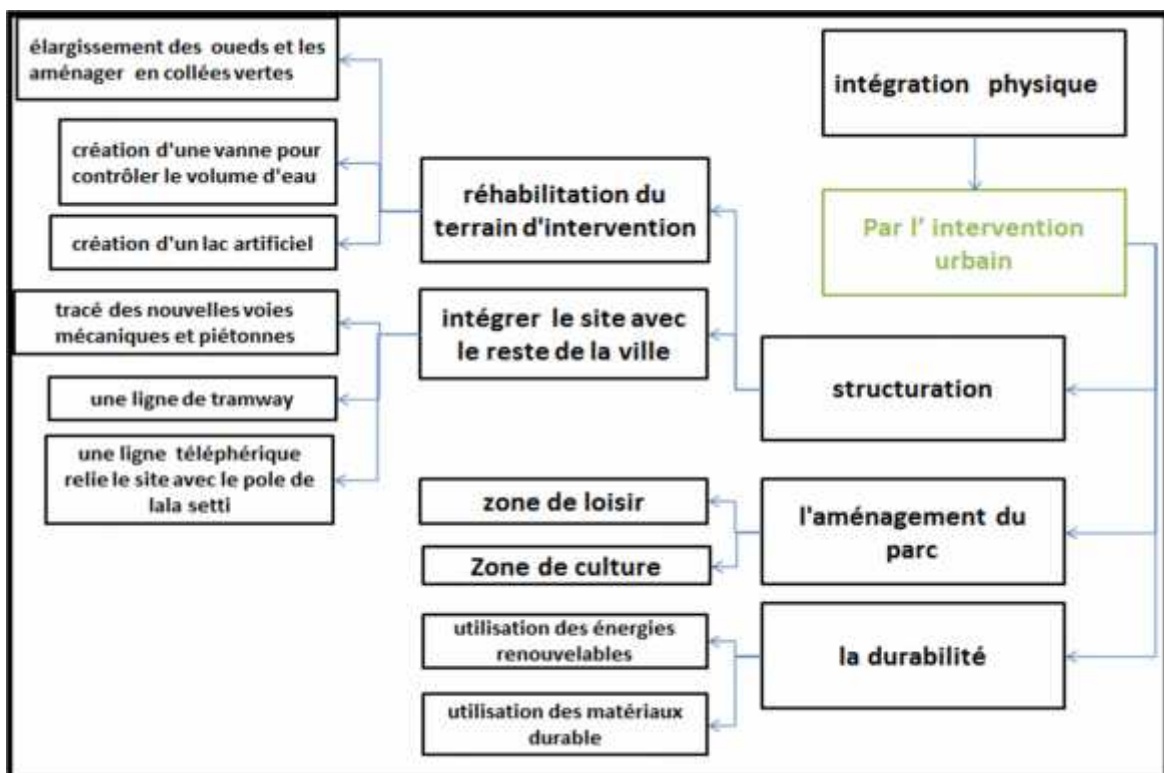 élargissement des oueds et les
aménager en collées vertes
création d'une vanne pour
contrôler le volume d'eau
création d'un lac artificiel
tracé des nouvelles voies
mécaniques et piétonnes
une ligne de tramway
une ligne téléphérique
relie le site avec le pole de
lala setti
réhabilitation du
terrain d'intervention
intégrer le site avec
le reste de la ville
zone de loisir
Zone de culture
utilisation des énergies
renouvelables
utilisation des matériaux
durable
intégration physique
Par l' intervention
urbain
structuration
l'aménagement du
parc
la durabilité